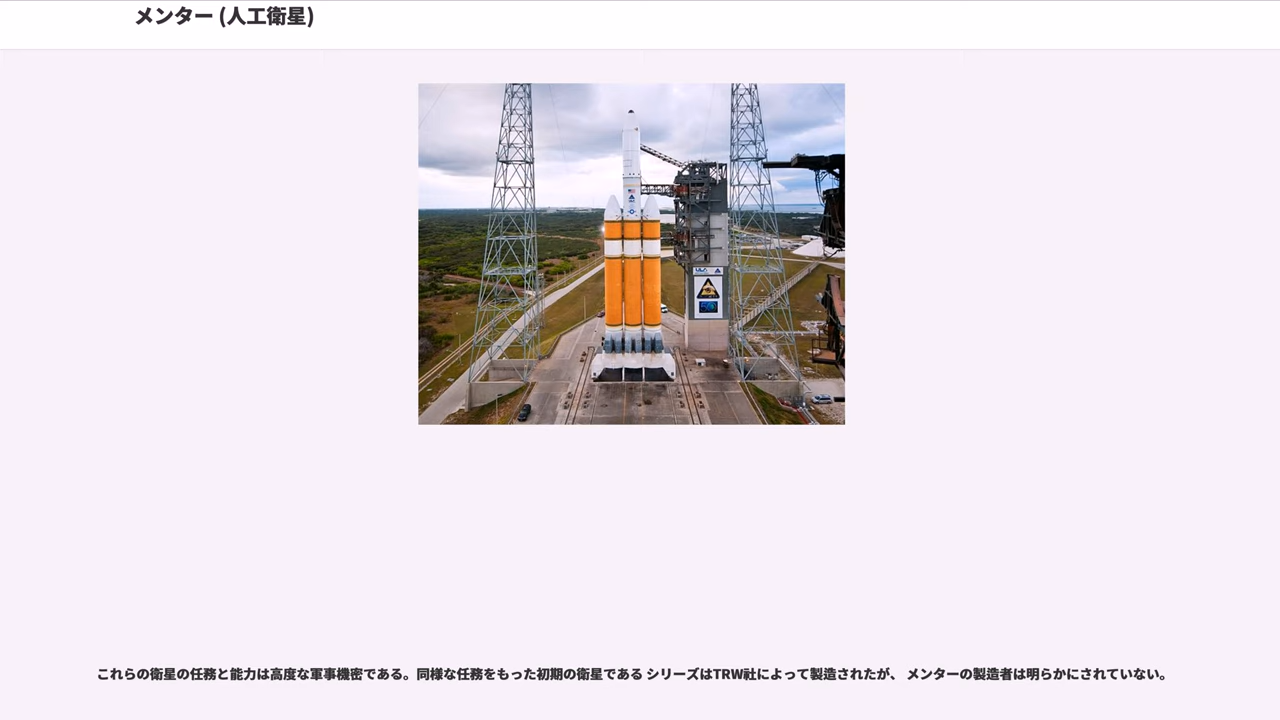 メンター (人工衛星)
ULA
これらの衛星の任務と能力は高度な軍事機密である。同様な任務をもった初期の衛星である シリーズはTRW社によって製造されたが、 メンターの製造者は明らかにされていない。